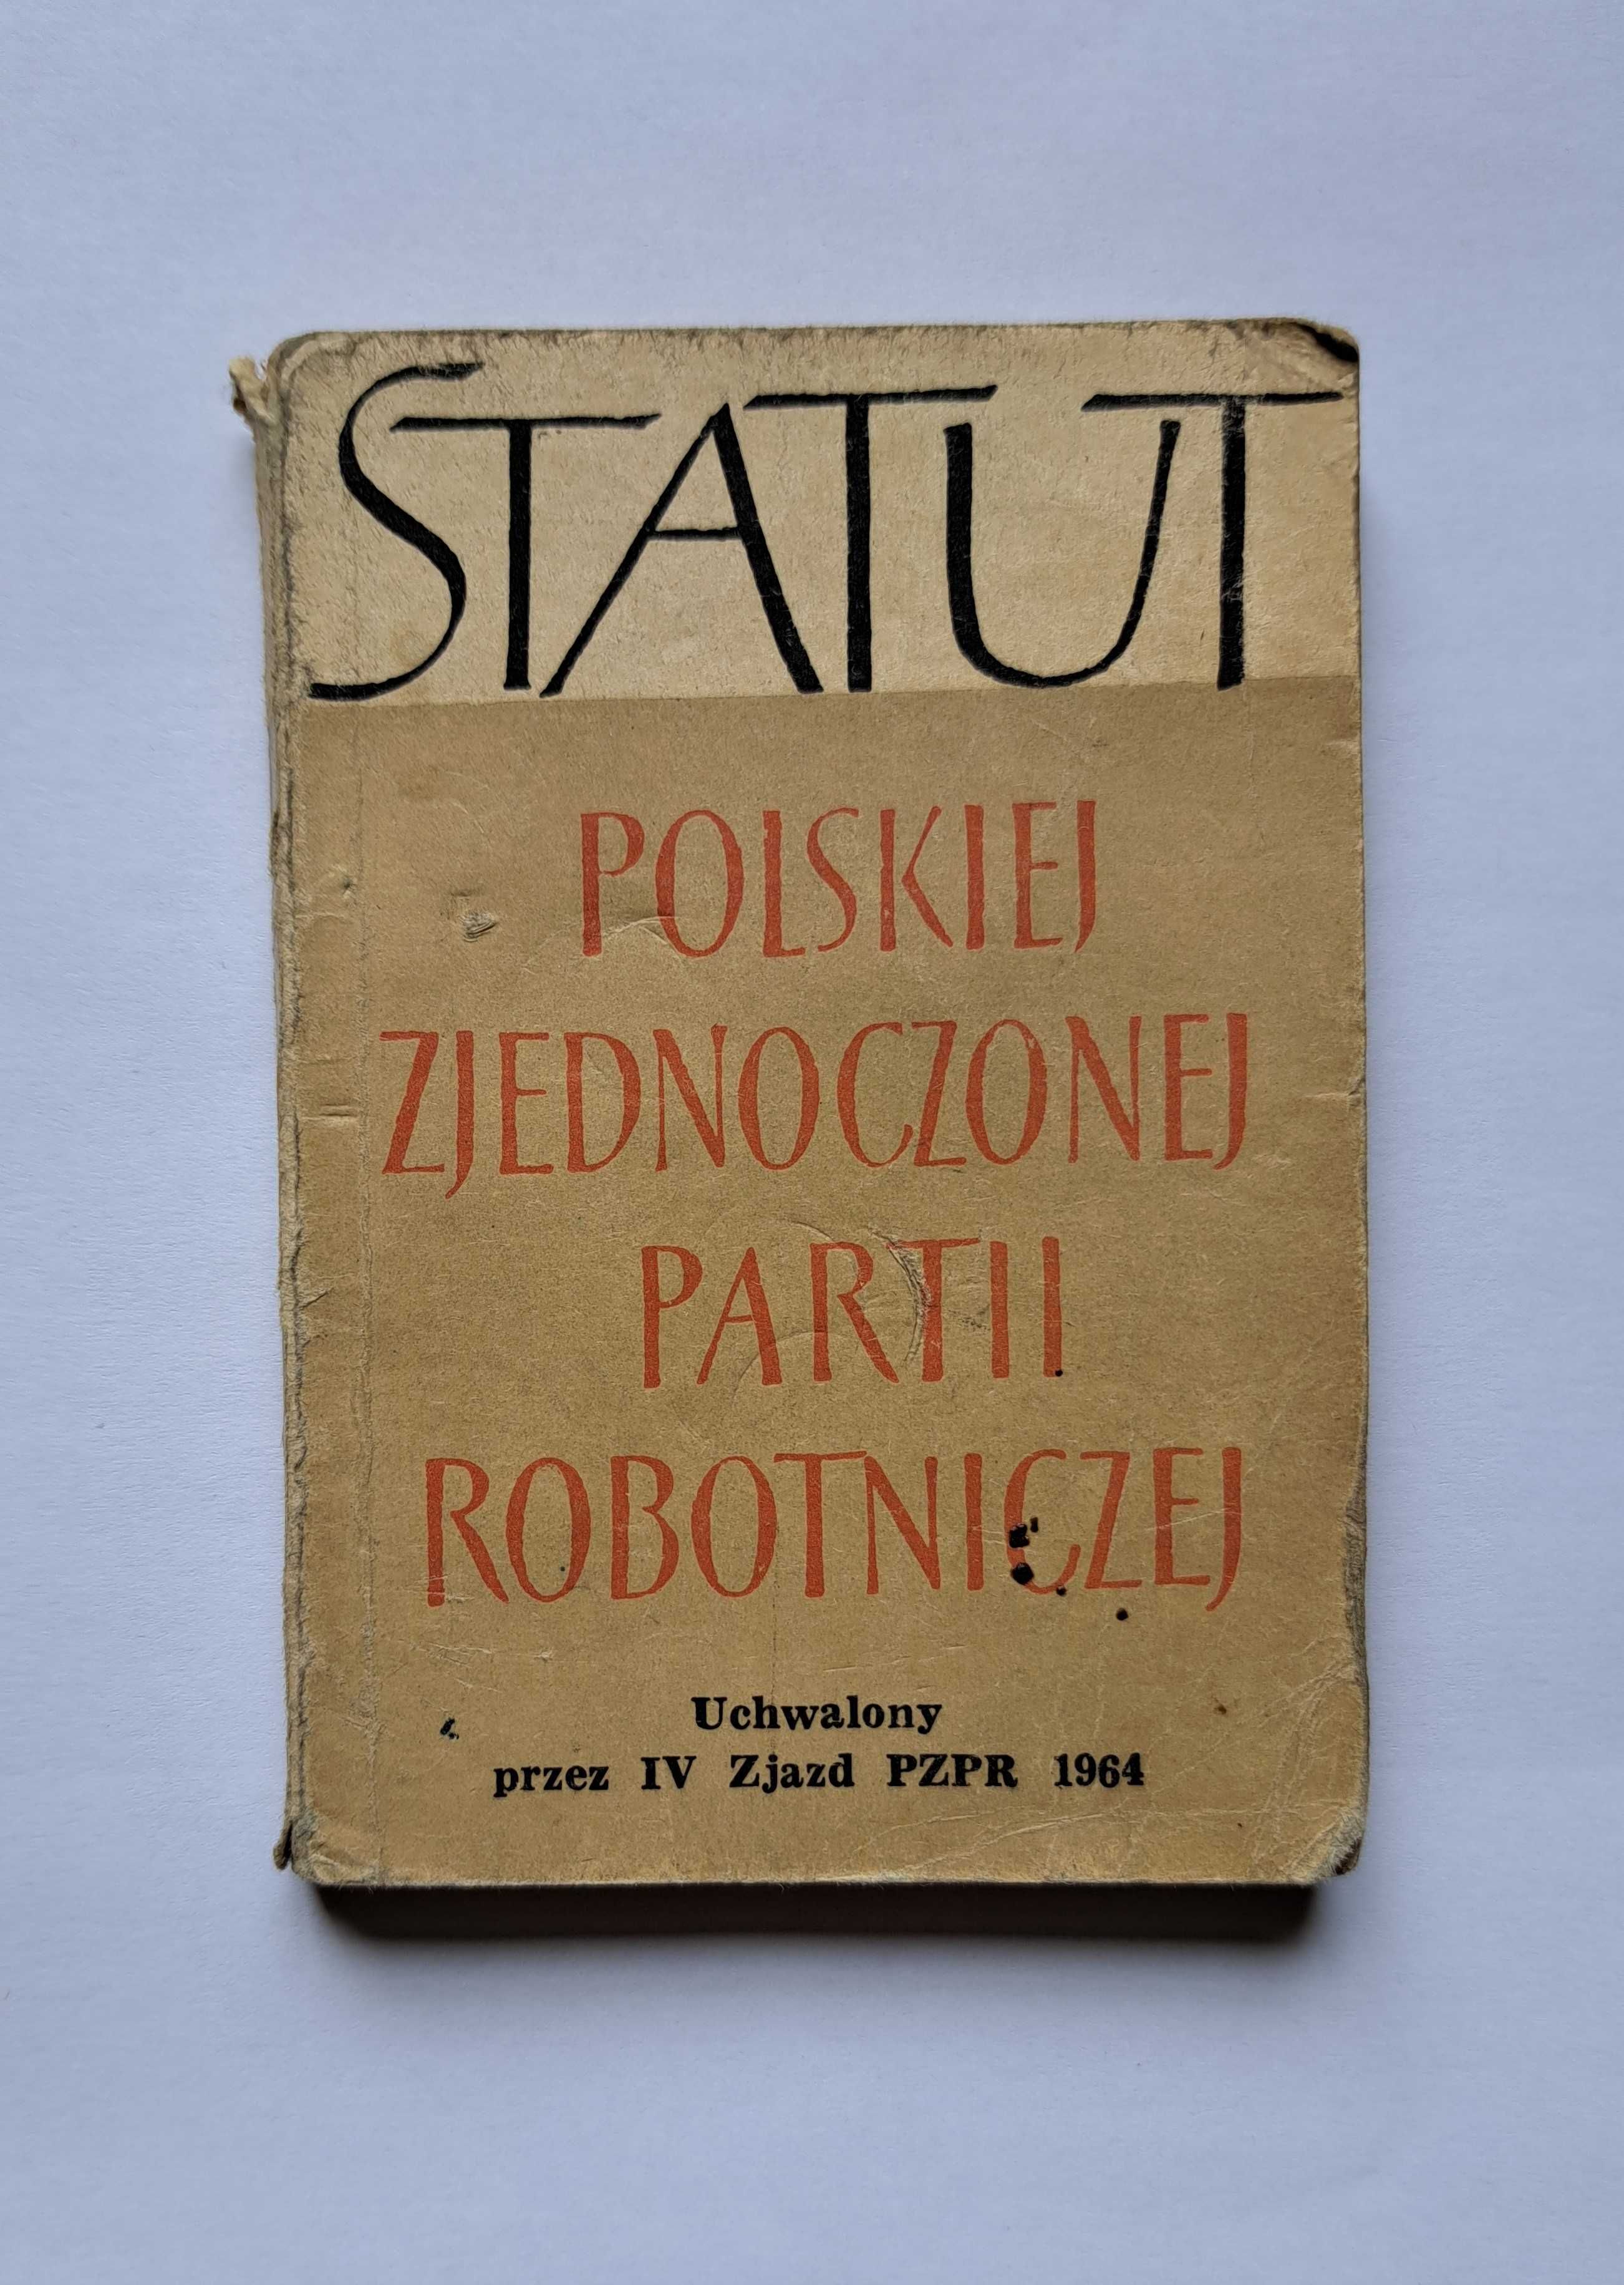 STATUT
POLSKIEJ
ZJEDNOCZONEJ
PARTII
ROBOTNICZEJ
Uchwalony
przez IV Zjazd PZPR 1964